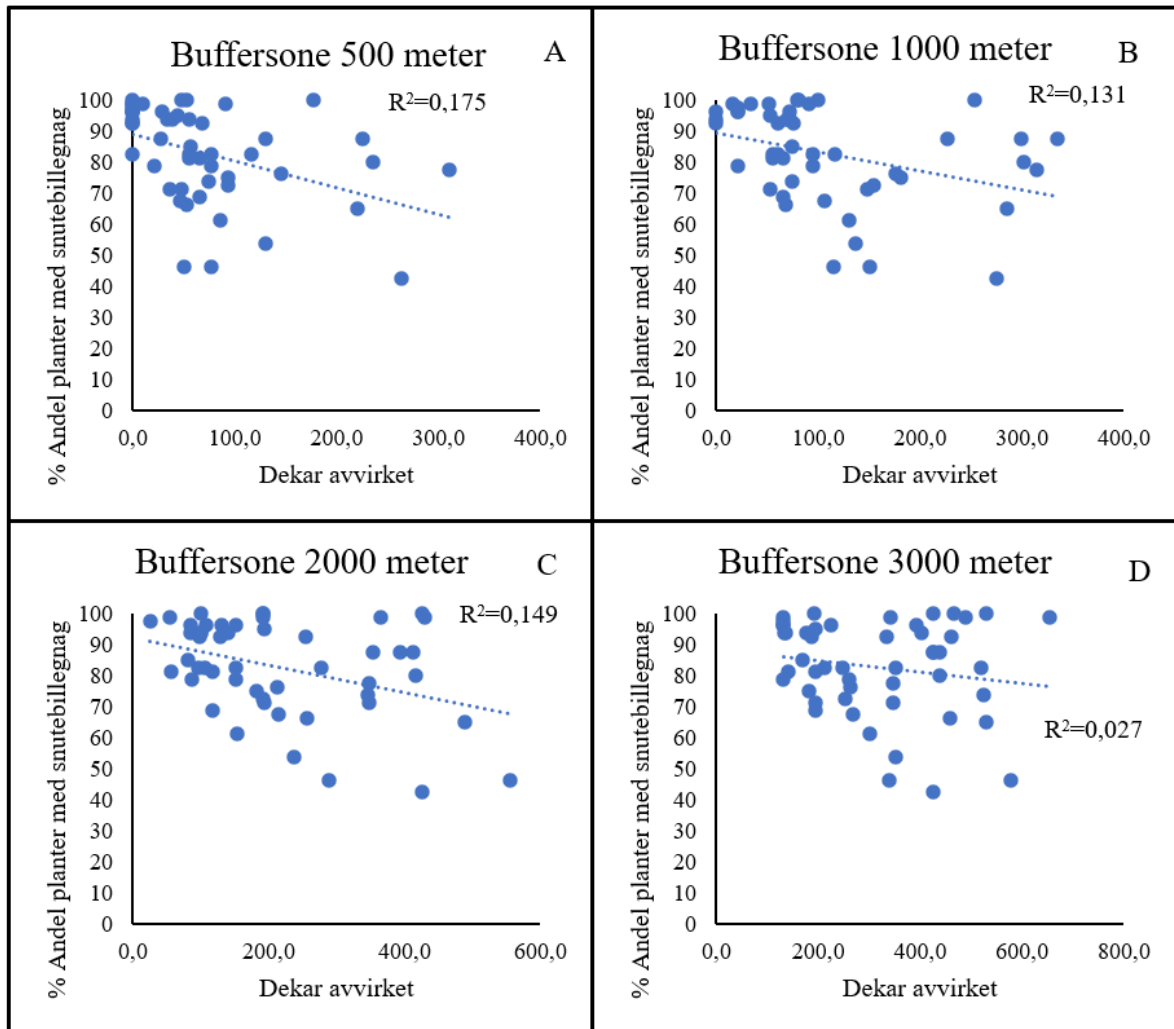 Buffersone 500 meter
A
R²=0,175
% Andel planter med snutebillegnag
100
90
80
70
60
50
40
30
20
10
0
0,0 100,0 200,0 300,0 400,0
Dekar avvirket
Buffersone 1000 meter
B
R²=0,131
% Andel planter med snutebillegnag
100
90
80
70
60
50
40
30
20
10
0
0,0 100,0 200,0 300,0 400,0
Dekar avvirket
Buffersone 2000 meter
C
R²=0,149
% Andel planter med snutebillegnag
100
90
80
70
60
50
40
30
20
10
0
0,0 200,0 400,0 600,0
Dekar avvirket
Buffersone 3000 meter
D
R²=0,027
% Andel planter med snutebillegnag
100
90
80
70
60
50
40
30
20
10
0
0,0 200,0 400,0 600,0 800,0
Dekar avvirket